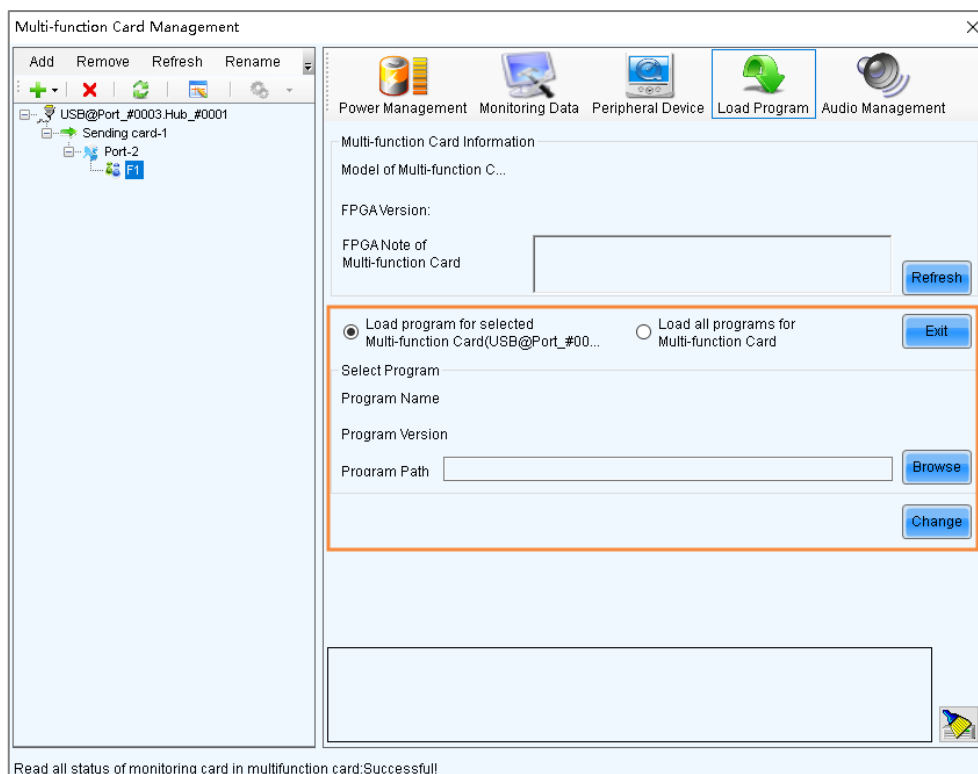 Multi-function Card Management
Add Remove Refresh Rename
USB@Port_#0003.Hub_#0001
Sending card-1
Port-2
F1
Power Management Monitoring Data Peripheral Device Load Program Audio Management
Multi-function Card Information
Model of Multi-function C...
FPGA Version:
FPGA Note of
Multi-function Card
Refresh
Load program for selected
Multi-function Card(USB@Port_#00...
Load all programs for
Multi-function Card
Exit
Select Program
Program Name
Program Version
Program Path
Browse
Change
Read all status of monitoring card in multifunction card:Successful!